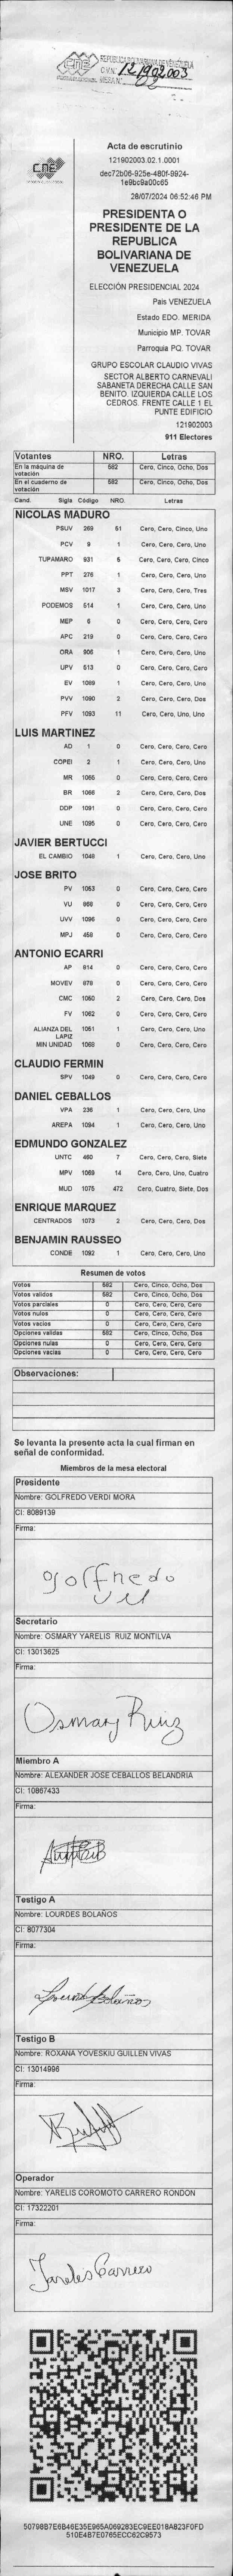 CNE
REPUBLICA BOLIVARIANA DE VENEZUELA
121902003
CNE
Acta de escrutinio
121902003.02.1.0001
dec72b06-925e-480f-9924-
1e9bc9a00c65
28/07/2024 06:52:46 PM
PRESIDENTA O
PRESIDENTE DE LA
REPUBLICA
BOLIVARIANA DE
VENEZUELA
ELECCIÓN PRESIDENCIAL 2024
Pais VENEZUELA
Estado EDO. MERIDA
Municipio MP. TOVAR
Parroquia PQ. TOVAR
GRUPO ESCOLAR CLAUDIO VIVAS
SECTOR ALBERTO CARNEVALI
SABANETA DERECHA CALLE SAN
BENITO. IZQUIERDA CALLE LOS
CEDROS. FRENTE CALLE 1 EL
PUNTE EDIFICIO
121902003
911 Electores
Votantes NRO. Letras
En la máquina de votación 582 Cero, Cinco, Ocho, Dos
En el cuaderno de votación 582 Cero, Cinco, Ocho, Dos
Cand. Sigla Código NRO. Letras
NICOLAS MADURO
PSUV 269 51 Cero, Cero, Cinco, Uno
PCV 9 1 Cero, Cero, Cero, Uno
TUPAMARO 931 5 Cero, Cero, Cero, Cinco
PPT 276 1 Cero, Cero, Cero, Uno
MSV 1017 3 Cero, Cero, Cero, Tres
PODEMOS 514 1 Cero, Cero, Cero, Uno
MEP 6 0 Cero, Cero, Cero, Cero
APC 219 0 Cero, Cero, Cero, Cero
ORA 906 1 Cero, Cero, Cero, Uno
UPV 513 0 Cero, Cero, Cero, Cero
EV 1089 1 Cero, Cero, Cero, Uno
PVV 1090 2 Cero, Cero, Cero, Dos
PFV 1093 11 Cero, Cero, Uno, Uno
LUIS MARTINEZ
AD 1 0 Cero, Cero, Cero, Cero
COPEI 2 1 Cero, Cero, Cero, Uno
MR 1065 0 Cero, Cero, Cero, Cero
BR 1066 2 Cero, Cero, Cero, Dos
DDP 1091 0 Cero, Cero, Cero, Cero
UNE 1095 0 Cero, Cero, Cero, Cero
JAVIER BERTUCCI
EL CAMBIO 1048 1 Cero, Cero, Cero, Uno
JOSE BRITO
PV 1053 0 Cero, Cero, Cero, Cero
VU 868 0 Cero, Cero, Cero, Cero
UVV 1096 0 Cero, Cero, Cero, Cero
MPJ 458 0 Cero, Cero, Cero, Cero
ANTONIO ECARRI
AP 814 0 Cero, Cero, Cero, Cero
MOVEV 878 0 Cero, Cero, Cero, Cero
CMC 1060 2 Cero, Cero, Cero, Dos
FV 1062 0 Cero, Cero, Cero, Cero
ALIANZA DEL LAPIZ 1061 1 Cero, Cero, Cero, Uno
MIN UNIDAD 1068 0 Cero, Cero, Cero, Cero
CLAUDIO FERMIN
SPV 1049 0 Cero, Cero, Cero, Cero
DANIEL CEBALLOS
VPA 236 1 Cero, Cero, Cero, Uno
AREPA 1094 1 Cero, Cero, Cero, Uno
EDMUNDO GONZALEZ
UNTC 460 7 Cero, Cero, Cero, Siete
MPV 1069 14 Cero, Cero, Uno, Cuatro
MUD 1075 472 Cero, Cuatro, Siete, Dos
ENRIQUE MARQUEZ
CENTRADOS 1073 2 Cero, Cero, Cero, Dos
BENJAMIN RAUSSEO
CONDE 1092 1 Cero, Cero, Cero, Uno
Resumen de votos
Votos 582 Cero, Cinco, Ocho, Dos
Votos validos 582 Cero, Cinco, Ocho, Dos
Votos parciales 0 Cero, Cero, Cero, Cero
Votos nulos 0 Cero, Cero, Cero, Cero
Votos vacios 0 Cero, Cero, Cero, Cero
Opciones validas 582 Cero, Cinco, Ocho, Dos
Opciones nulas 0 Cero, Cero, Cero, Cero
Opciones vacias 0 Cero, Cero, Cero, Cero
Observaciones:
Se levanta la presente acta la cual firman en
señal de conformidad.
Miembros de la mesa electoral
Presidente
Nombre: GOLFREDO VERDI MORA
CI: 8089139
Firma:
golfredo
Secretario
Nombre: OSMARY YARELIS RUIZ MONTILVA
CI: 13013625
Firma:
Osmary Ruiz
Miembro A
Nombre: ALEXANDER JOSE CEBALLOS BELANDRIA
CI: 10867433
Firma:
Testigo A
Nombre: LOURDES BOLAÑOS
CI: 8077304
Firma:
Lourdes Bolaños
Testigo B
Nombre: ROXANA YOVESKIU GUILLEN VIVAS
CI: 13014996
Firma:
Operador
Nombre: YARELIS COROMOTO CARRERO RONDON
CI: 17322201
Firma:
Yareles Carrero
50798B7E6B46E35E965A069283EC9EE018A823F0FD
510E4B7E0765ECC62C9573